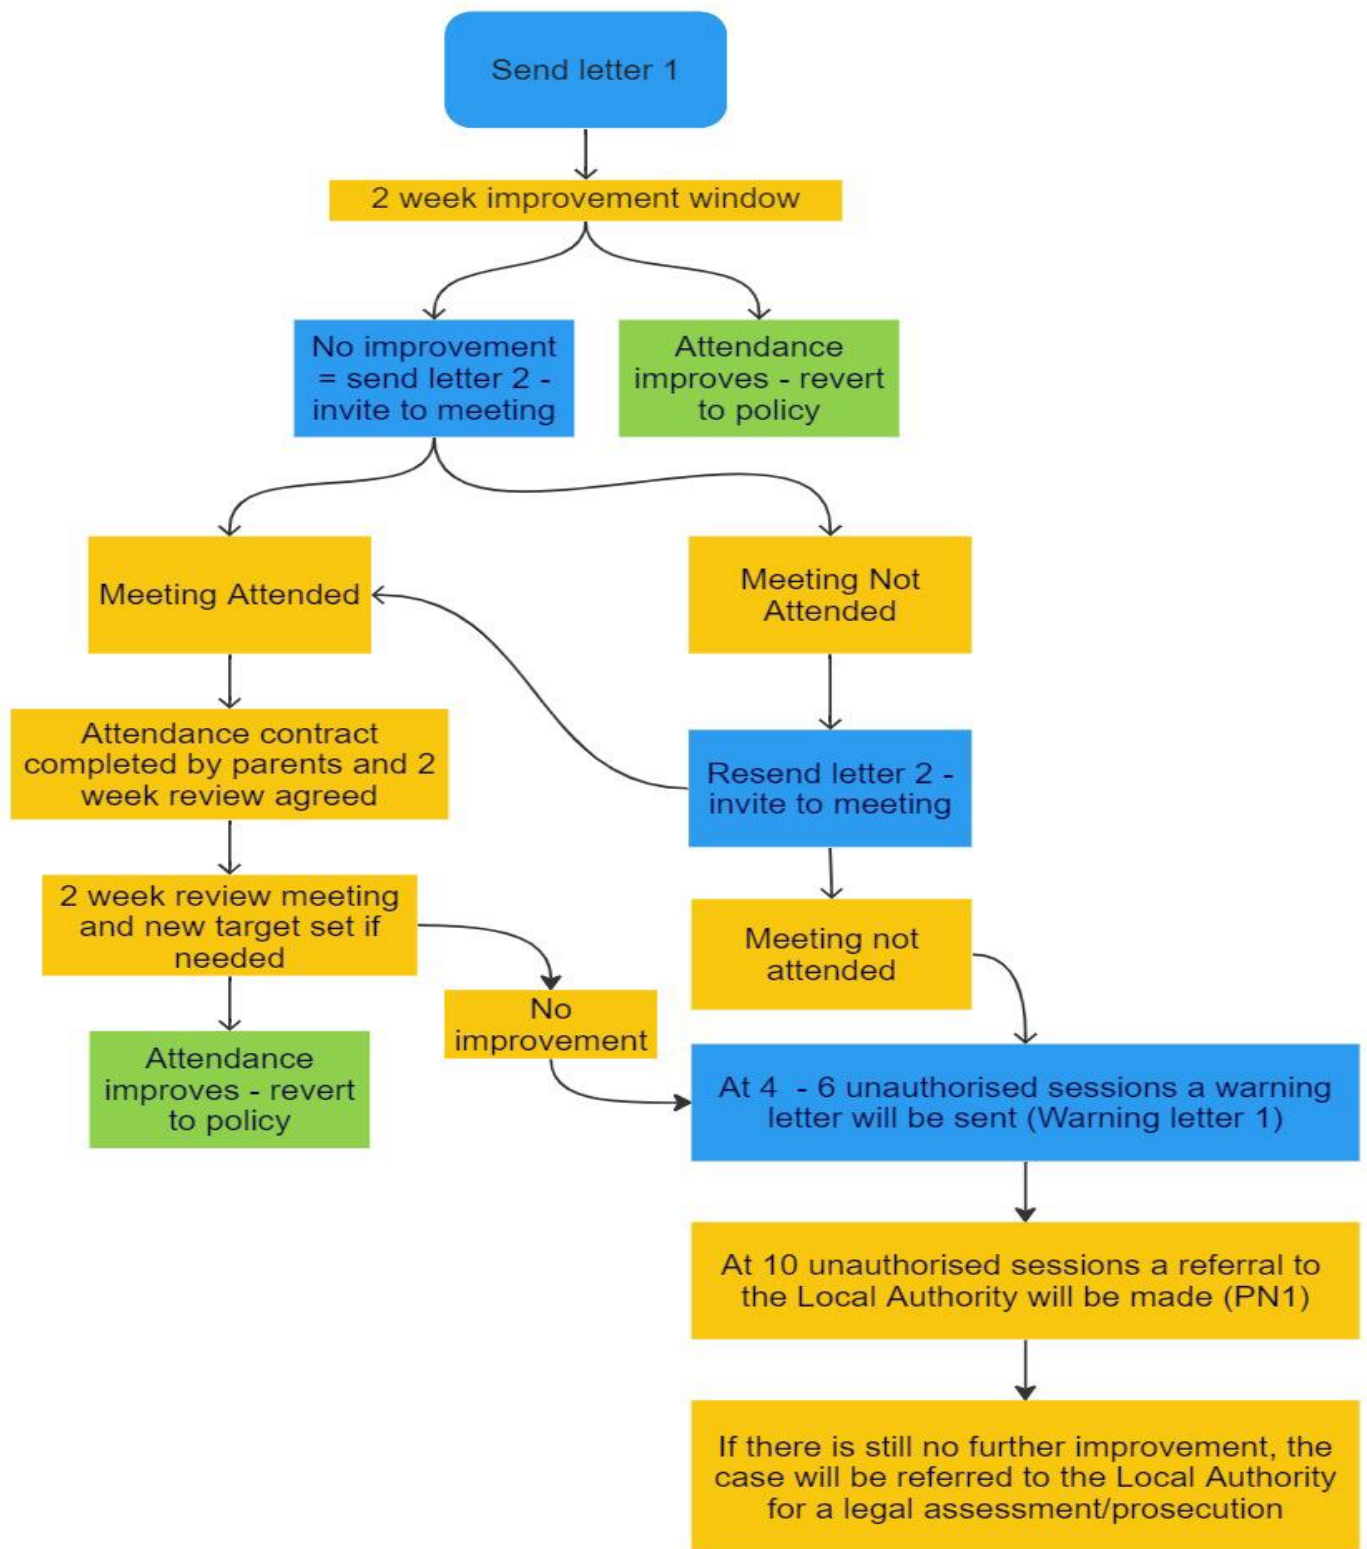 Send letter 1
2 week improvement window
No improvement
= send letter 2 -
invite to meeting
Attendance
improves - revert
to policy
Meeting Attended
Meeting Not
Attended
Attendance contract
completed by parents and 2
week review agreed
Resend letter 2 -
invite to meeting
2 week review meeting
and new target set if
needed
Meeting not
attended
No
improvement
Attendance
improves - revert
to policy
At 4 - 6 unauthorised sessions a warning
letter will be sent (Warning letter 1)
At 10 unauthorised sessions a referral to
the Local Authority will be made (PN1)
If there is still no further improvement, the
case will be referred to the Local Authority
for a legal assessment/prosecution